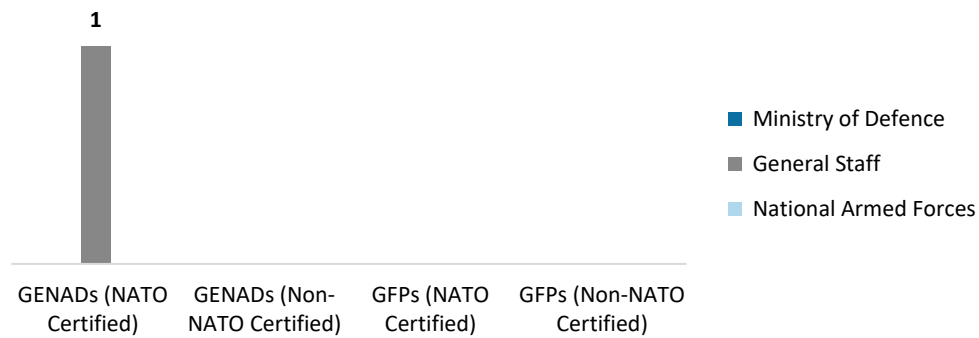 1
Ministry of Defence
General Staff
National Armed Forces
GENADs (NATO
Certified)
GENADs (Non-
NATO Certified)
GFPs (NATO
Certified)
GFPs (Non-NATO
Certified)